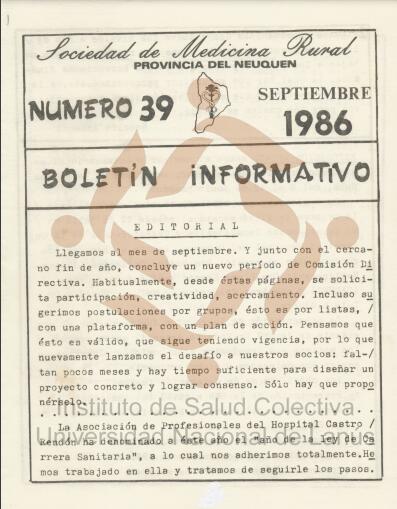 Sociedad de Medicina Rural
PROVINCIA DEL NEUQUEN
NUMERO 39
SEPTIEMBRE
1986
BOLETÍN INFORMATIVO
EDITORIAL
Llegamos al mes de septiembre. Y junto con el cerca-
no fin de año, concluye un nuevo período de Comisión Di
rectiva. Habitualmente, desde éstas páginas, se solici-
ta participación, creatividad, acercamiento. Incluso su
gerimos postulaciones por grupos, ésto es por listas, /
con una plataforma, con un plan de acción. Pensamos que
ésto es válido, que sigue teniendo vigencia, por lo que
nuevamente lanzamos el desafío a nuestros socios: fal-/
tan pocos meses y hay tiempo suficiente para diseñar un
proyecto concreto y lograr consenso. Sólo hay que propo
nérselo.
Instituto de Salud Colectiva
La Asociación de Profesionales del Hospital Castro /
Rendón ha denominado a éste año el "año de la ley de Ca
Universidad Nacional de Lanus
rrera Sanitaria", a lo cual nos adherimos totalmente. He
mos trabajado en ella y tratamos de seguirle los pasos.